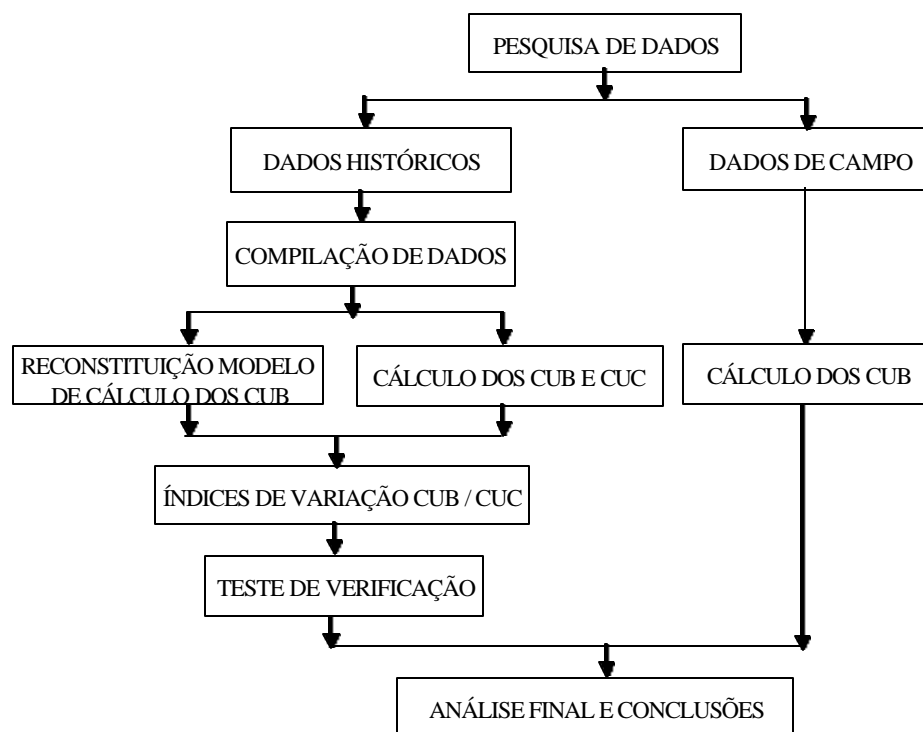 PESQUISA DE DADOS
DADOS HISTÓRICOS
DADOS DE CAMPO
COMPILAÇÃO DE DADOS
RECONSTITUIÇÃO MODELO
DE CÁLCULO DOS CUB
CÁLCULO DOS CUB E CUC
CÁLCULO DOS CUB
ÍNDICES DE VARIAÇÃO CUB / CUC
TESTE DE VERIFICAÇÃO
ANÁLISE FINAL E CONCLUSÕES